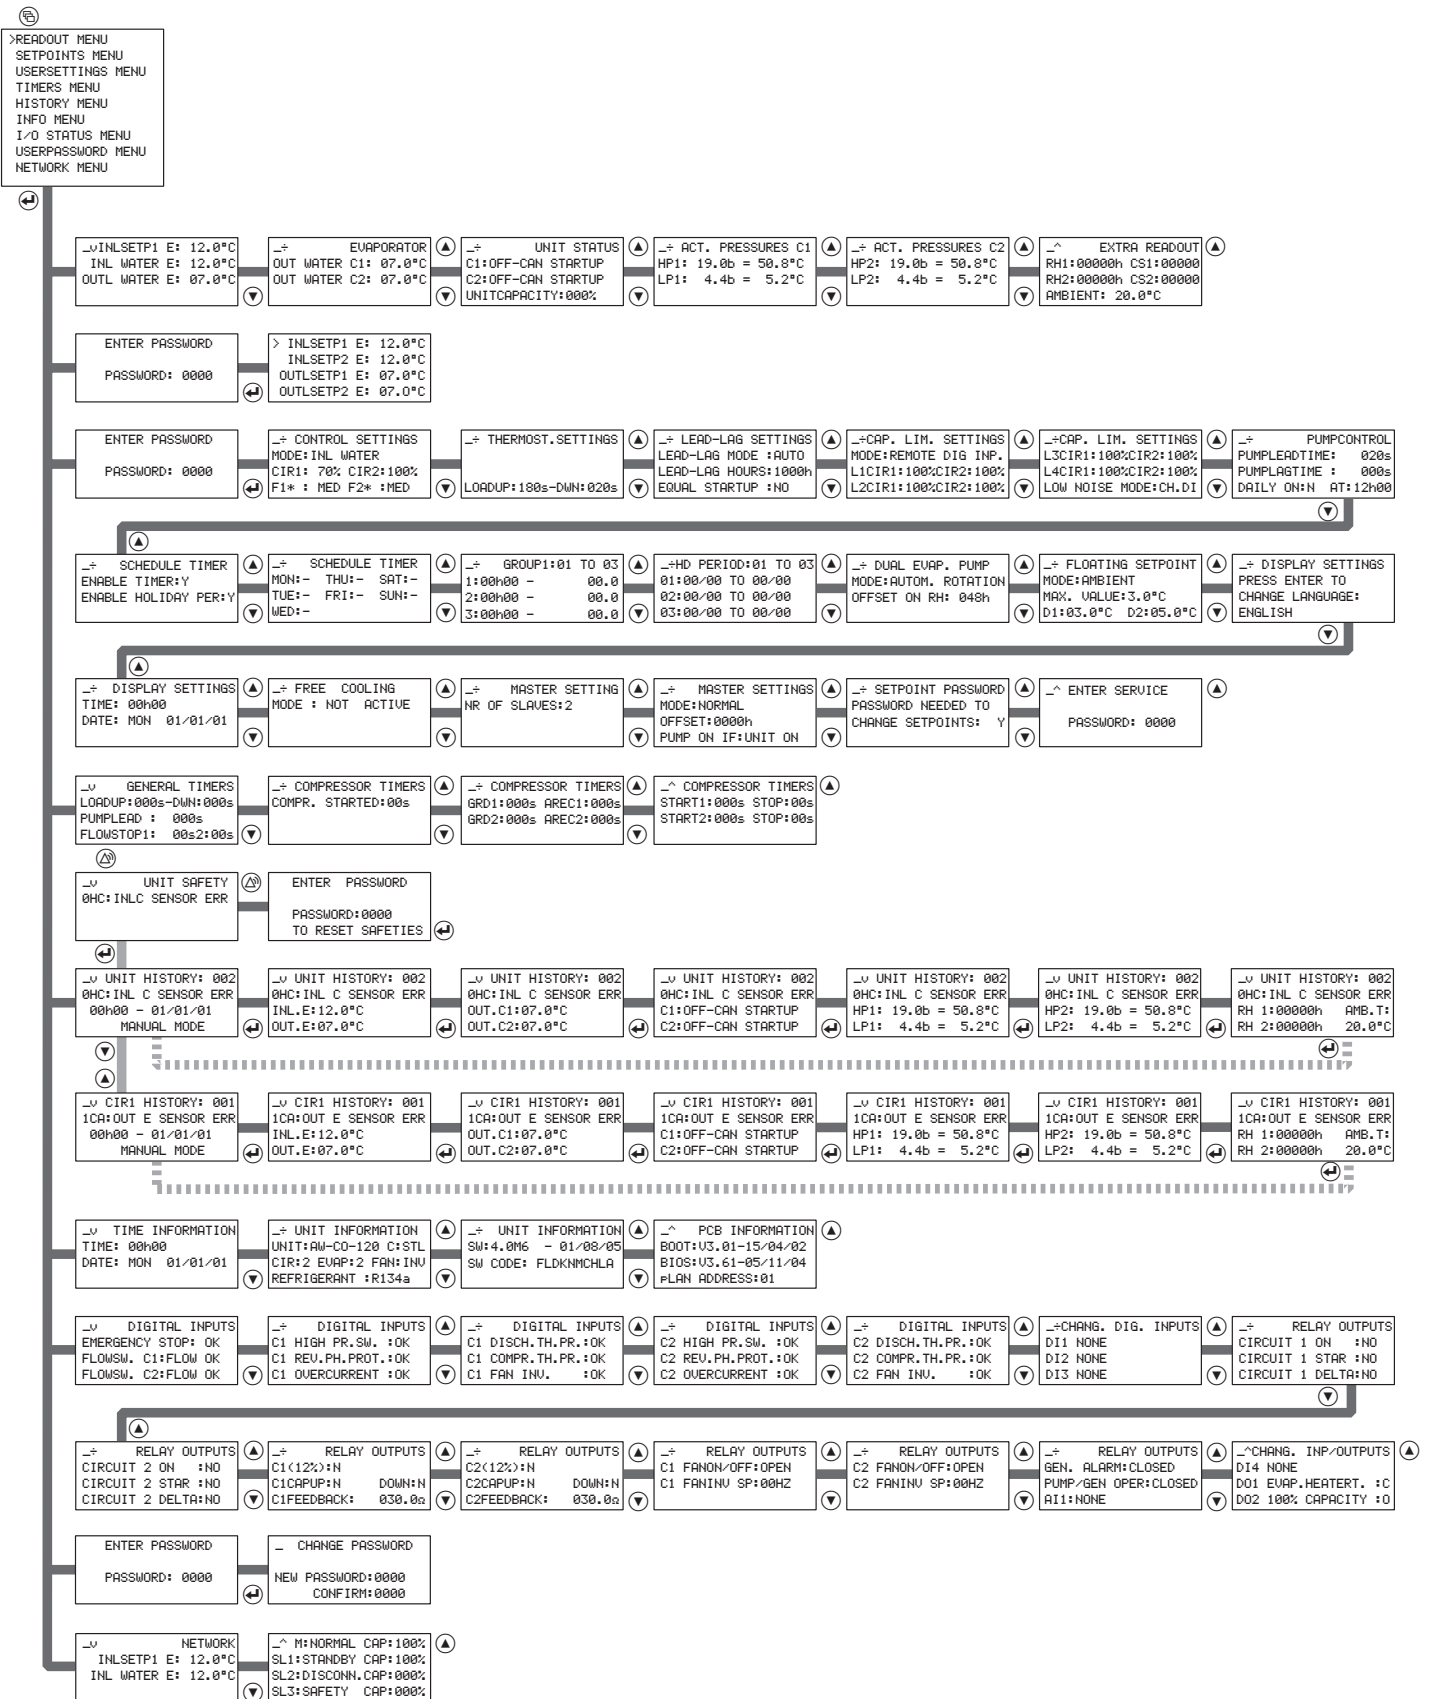 >READOUT MENU
SETPOINTS MENU
USERSETTINGS MENU
TIMERS MENU
HISTORY MENU
INFO MENU
I/O STATUS MENU
USERPASSWORD MENU
NETWORK MENU
_vINLSETP1 E: 12.0°C
INL WATER E: 12.0°C
OUTL WATER E: 07.0°C
_÷ EVAPORATOR
OUT WATER C1: 07.0°C
OUT WATER C2: 07.0°C
_÷ UNIT STATUS
C1:OFF-CAN STARTUP
C2:OFF-CAN STARTUP
UNITCAPACITY:000%
_÷ ACT. PRESSURES C1
HP1: 19.0b = 50.8°C
LP1: 4.4b = 5.2°C
_÷ ACT. PRESSURES C2
HP2: 19.0b = 50.8°C
LP2: 4.4b = 5.2°C
_^ EXTRA READOUT
RH1:00000h CS1:00000
RH2:00000h CS2:00000
AMBIENT: 20.0°C
ENTER PASSWORD
PASSWORD: 0000
> INLSETP1 E: 12.0°C
INLSETP2 E: 12.0°C
OUTLSETP1 E: 07.0°C
OUTLSETP2 E: 07.0°C
ENTER PASSWORD
PASSWORD: 0000
_÷ CONTROL SETTINGS
MODE:INL WATER
CIR1: 70% CIR2:100%
F1* : MED F2* :MED
_÷ THERMOST.SETTINGS
LOADUP:180s-DWN:020s
_÷ LEAD-LAG SETTINGS
LEAD-LAG MODE :AUTO
LEAD-LAG HOURS:1000h
EQUAL STARTUP :NO
_÷CAP. LIM. SETTINGS
MODE:REMOTE DIG INP.
L1CIR1:100%CIR2:100%
L2CIR1:100%CIR2:100%
_÷CAP. LIM. SETTINGS
L3CIR1:100%CIR2:100%
L4CIR1:100%CIR2:100%
LOW NOISE MODE:CH.DI
_÷ PUMPCONTROL
PUMPLEADTIME: 020s
PUMPLAGTIME : 000s
DAILY ON:N AT:12h00
_÷ SCHEDULE TIMER
ENABLE TIMER:Y
ENABLE HOLIDAY PER:Y
_÷ SCHEDULE TIMER
MON:- THU:- SAT:-
TUE:- FRI:- SUN:-
WED:-
_÷ GROUP1:01 TO 03
1:00h00 - 00.0
2:00h00 - 00.0
3:00h00 - 00.0
_÷HD PERIOD:01 TO 03
01:00/00 TO 00/00
02:00/00 TO 00/00
03:00/00 TO 00/00
_÷ DUAL EVAP. PUMP
MODE:AUTOM. ROTATION
OFFSET ON RH: 048h
_÷ FLOATING SETPOINT
MODE:AMBIENT
MAX. VALUE:3.0°C
D1:03.0°C D2:05.0°C
_÷ DISPLAY SETTINGS
PRESS ENTER TO
CHANGE LANGUAGE:
ENGLISH
_÷ DISPLAY SETTINGS
TIME: 00h00
DATE: MON 01/01/01
_÷ FREE COOLING
MODE : NOT ACTIVE
_÷ MASTER SETTING
NR OF SLAVES:2
_÷ MASTER SETTINGS
MODE:NORMAL
OFFSET:0000h
PUMP ON IF:UNIT ON
_÷ SETPOINT PASSWORD
PASSWORD NEEDED TO
CHANGE SETPOINTS: Y
_^ ENTER SERVICE
PASSWORD: 0000
_v GENERAL TIMERS
LOADUP:000s-DWN:000s
PUMPLEAD : 000s
FLOWSTOP1: 00s2:00s
_÷ COMPRESSOR TIMERS
COMPR. STARTED:00s
_÷ COMPRESSOR TIMERS
GRD1:000s AREC1:000s
GRD2:000s AREC2:000s
_^ COMPRESSOR TIMERS
START1:000s STOP:00s
START2:000s STOP:00s
_v UNIT SAFETY
0HC:INLC SENSOR ERR
ENTER PASSWORD
PASSWORD:0000
TO RESET SAFETIES
_v UNIT HISTORY: 002
0HC:INL C SENSOR ERR
00h00 - 01/01/01
MANUAL MODE
_v UNIT HISTORY: 002
0HC:INL C SENSOR ERR
INL.E:12.0°C
OUT.E:07.0°C
_v UNIT HISTORY: 002
0HC:INL C SENSOR ERR
OUT.C1:07.0°C
OUT.C2:07.0°C
_v UNIT HISTORY: 002
0HC:INL C SENSOR ERR
C1:OFF-CAN STARTUP
C2:OFF-CAN STARTUP
_v UNIT HISTORY: 002
0HC:INL C SENSOR ERR
HP1: 19.0b = 50.8°C
LP1: 4.4b = 5.2°C
_v UNIT HISTORY: 002
0HC:INL C SENSOR ERR
HP2: 19.0b = 50.8°C
LP2: 4.4b = 5.2°C
_v UNIT HISTORY: 002
0HC:INL C SENSOR ERR
RH 1:00000h AMB.T:
RH 2:00000h 20.0°C
_v CIR1 HISTORY: 001
1CA:OUT E SENSOR ERR
00h00 - 01/01/01
MANUAL MODE
_v CIR1 HISTORY: 001
1CA:OUT E SENSOR ERR
INL.E:12.0°C
OUT.E:07.0°C
_v CIR1 HISTORY: 001
1CA:OUT E SENSOR ERR
OUT.C1:07.0°C
OUT.C2:07.0°C
_v CIR1 HISTORY: 001
1CA:OUT E SENSOR ERR
C1:OFF-CAN STARTUP
C2:OFF-CAN STARTUP
_v CIR1 HISTORY: 001
1CA:OUT E SENSOR ERR
HP1: 19.0b = 50.8°C
LP1: 4.4b = 5.2°C
_v CIR1 HISTORY: 001
1CA:OUT E SENSOR ERR
HP2: 19.0b = 50.8°C
LP2: 4.4b = 5.2°C
_v CIR1 HISTORY: 001
1CA:OUT E SENSOR ERR
RH 1:00000h AMB.T:
RH 2:00000h 20.0°C
_v TIME INFORMATION
TIME: 00h00
DATE: MON 01/01/01
_÷ UNIT INFORMATION
UNIT:AW-CO-120 C:STL
CIR:2 EVAP:2 FAN:INV
REFRIGERANT :R134a
_÷ UNIT INFORMATION
SW:4.0M6 - 01/08/05
SW CODE: FLDKNMCHLA
_^ PCB INFORMATION
BOOT:V3.01-15/04/02
BIOS:V3.61-05/11/04
pLAN ADDRESS:01
_v DIGITAL INPUTS
EMERGENCY STOP: OK
FLOWSW. C1:FLOW OK
FLOWSW. C2:FLOW OK
_÷ DIGITAL INPUTS
C1 HIGH PR.SW. :OK
C1 REV.PH.PROT.:OK
C1 OVERCURRENT :OK
_÷ DIGITAL INPUTS
C1 DISCH.TH.PR.:OK
C1 COMPR.TH.PR.:OK
C1 FAN INV. :OK
_÷ DIGITAL INPUTS
C2 HIGH PR.SW. :OK
C2 REV.PH.PROT.:OK
C2 OVERCURRENT :OK
_÷ DIGITAL INPUTS
C2 DISCH.TH.PR.:OK
C2 COMPR.TH.PR.:OK
C2 FAN INV. :OK
_÷CHANG. DIG. INPUTS
DI1 NONE
DI2 NONE
DI3 NONE
_÷ RELAY OUTPUTS
CIRCUIT 1 ON :NO
CIRCUIT 1 STAR :NO
CIRCUIT 1 DELTA:NO
_÷ RELAY OUTPUTS
CIRCUIT 2 ON :NO
CIRCUIT 2 STAR :NO
CIRCUIT 2 DELTA:NO
_÷ RELAY OUTPUTS
C1(12%):N
C1CAPUP:N DOWN:N
C1FEEDBACK: 030.0Ω
_÷ RELAY OUTPUTS
C2(12%):N
C2CAPUP:N DOWN:N
C2FEEDBACK: 030.0Ω
_÷ RELAY OUTPUTS
C1 FANON/OFF:OPEN
C1 FANINV SP:00HZ
_÷ RELAY OUTPUTS
C2 FANON/OFF:OPEN
C2 FANINV SP:00HZ
_÷ RELAY OUTPUTS
GEN. ALARM:CLOSED
PUMP/GEN OPER:CLOSED
AI1:NONE
_^CHANG. INP/OUTPUTS
DI4 NONE
DO1 EVAP.HEATERT. :C
DO2 100% CAPACITY :O
ENTER PASSWORD
PASSWORD: 0000
_ CHANGE PASSWORD
NEW PASSWORD:0000
CONFIRM:0000
_v NETWORK
INLSETP1 E: 12.0°C
INL WATER E: 12.0°C
_^ M:NORMAL CAP:100%
SL1:STANDBY CAP:100%
SL2:DISCONN.CAP:000%
SL3:SAFETY CAP:000%